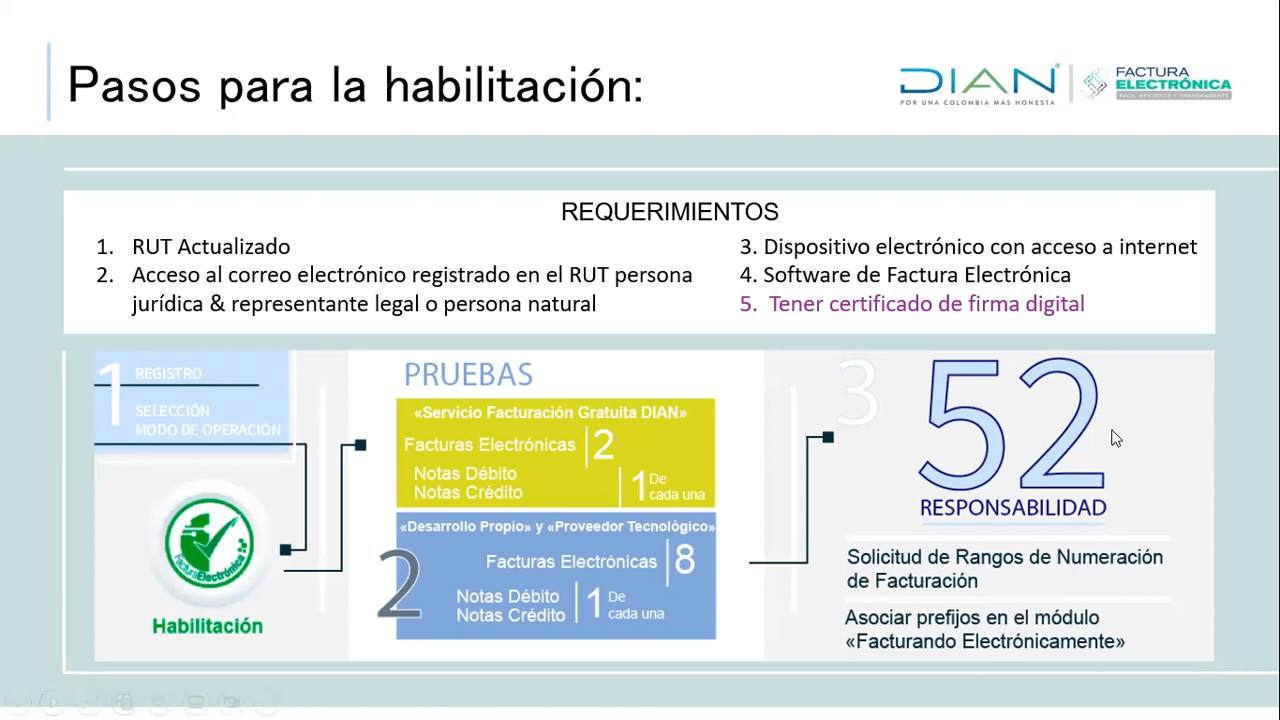 Pasos para la habilitación:
DIAN
POR UNA COLOMBIA MÁS HONESTA
FACTURA
ELECTRÓNICA
FÁCIL, EFICIENTE Y TRANSPARENTE
REQUERIMIENTOS
1. RUT Actualizado
2. Acceso al correo electrónico registrado en el RUT persona
jurídica & representante legal o persona natural
3. Dispositivo electrónico con acceso a internet
4. Software de Factura Electrónica
5. Tener certificado de firma digital
1
REGISTRO
SELECCIÓN
MODO DE OPERACIÓN
FacturaElectrónica
Habilitación
PRUEBAS
«Servicio Facturación Gratuita DIAN»
Facturas Electrónicas 2
Notas Débito
Notas Crédito
1 De
cada una
2
«Desarrollo Propio» y «Proveedor Tecnològico»
Facturas Electrónicas 8
Notas Débito
Notas Crédito
1 De
cada una
3
52
RESPONSABILIDAD
Solicitud de Rangos de Numeración
de Facturación
Asociar prefijos en el módulo
«Facturando Electrónicamente»